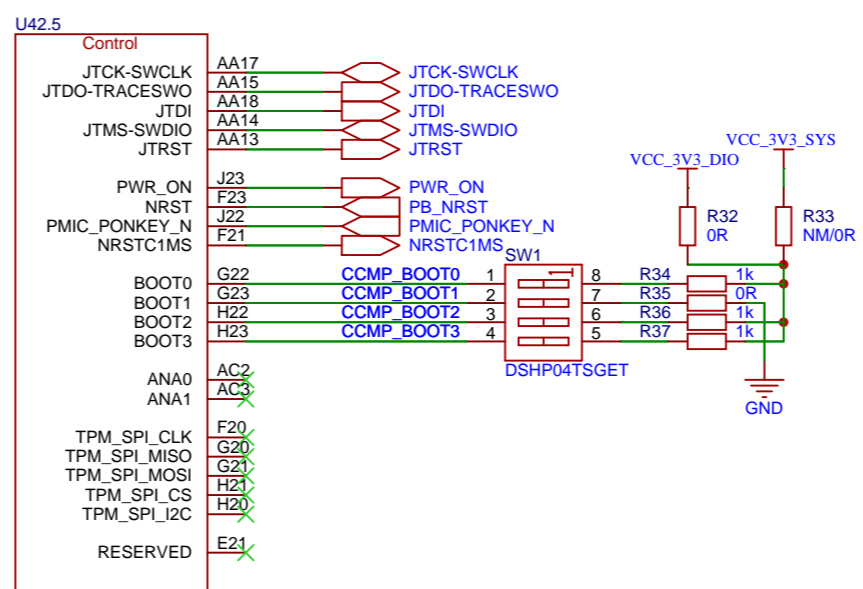 U42.5
Control
JTCK-SWCLK AA17 JTCK-SWCLK
JTDO-TRACESWO AA15 JTDO-TRACESWO
JTDI AA18 JTDI
JTMS-SWDIO AA14 JTMS-SWDIO
JTRST AA13 JTRST
VCC_3V3_SYS
VCC_3V3_DIO
PWR_ON J23 PWR_ON
NRST F23 PB_NRST
PMIC_PONKEY_N J22 PMIC_PONKEY_N
NRSTC1MS F21 NRSTC1MS
R32 R33
0R NM/0R
SW1
BOOT0 G22 CCMP_BOOT0 1 1 8 R34 1k
BOOT1 G23 CCMP_BOOT1 2 7 R35 0R
BOOT2 H22 CCMP_BOOT2 3 6 R36 1k
BOOT3 H23 CCMP_BOOT3 4 5 R37 1k
DSHP04TSGET
GND
ANA0 AC2
ANA1 AC3
TPM_SPI_CLK F20
TPM_SPI_MISO G20
TPM_SPI_MOSI G21
TPM_SPI_CS H21
TPM_SPI_I2C H20
RESERVED E21